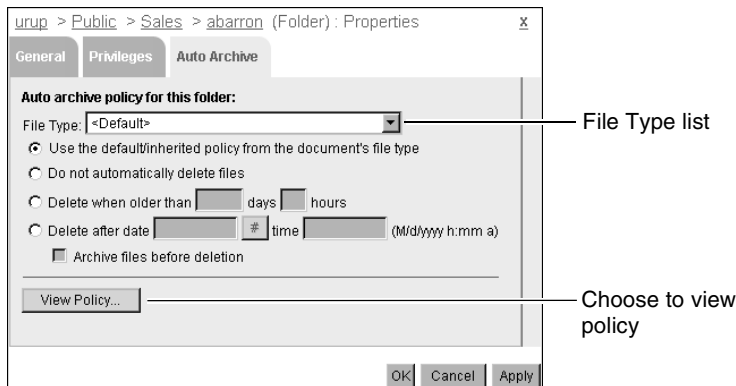 urup > Public > Sales > abarron (Folder) : Properties x
General Privileges Auto Archive
Auto archive policy for this folder:
File Type: <Default>
File Type list
Use the default/inherited policy from the document's file type
Do not automatically delete files
Delete when older than days hours
Delete after date # time (M/d/yyyy h:mm a)
Archive files before deletion
View Policy...
Choose to view
policy
OK Cancel Apply